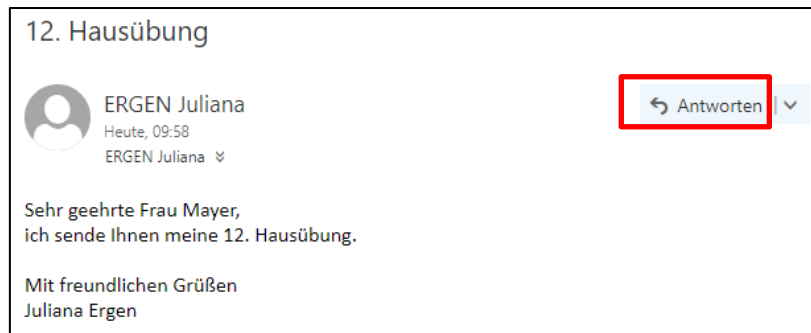 12. Hausübung
ERGEN Juliana
Antworten
Heute, 09:58
ERGEN Juliana
Sehr geehrte Frau Mayer,
ich sende Ihnen meine 12. Hausübung.
Mit freundlichen Grüßen
Juliana Ergen